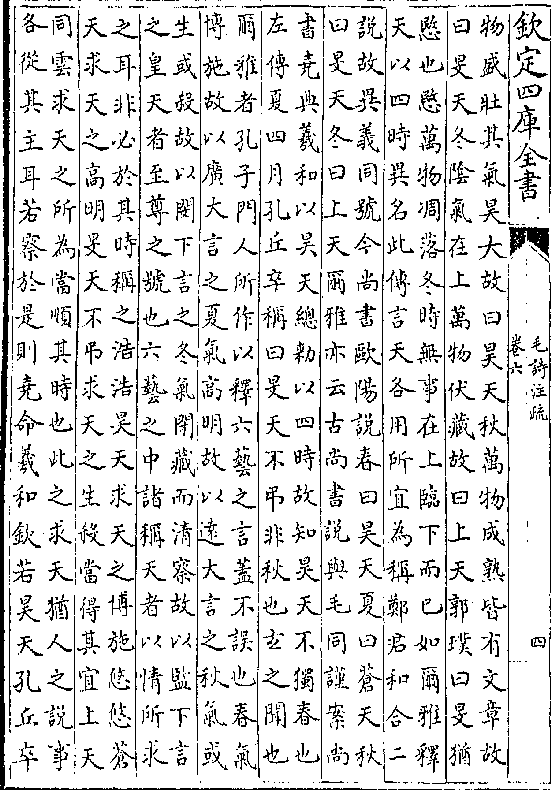 欽定四庫全書
毛詩注疏
卷六
四
物盛壯其氣昊大故曰昊天秋萬物成熟皆有文章故
曰旻天冬陰氣在上萬物伏藏故曰上天郭璞曰旻猶
愍也愍萬物凋落冬時無事在上臨下而已如爾雅釋
天以四時異名此傳言天各用所宜為稱鄭君和合二
說故異義同號今尚書歐陽說春曰昊天夏曰蒼天秋
曰旻天冬曰上天爾雅亦云古尚書說與毛同謹案尚
書堯典羲和以昊天總勅以四時故知昊天不獨春也
左傳夏四月孔丘卒稱曰旻天不弔非秋也玄之聞也
爾雅者孔子門人所作以釋六藝之言蓋不誤也春氣
博施故以廣大言之夏氣高明故以逺大言之秋氣或
生或殺故以閔下言之冬氣閉藏而清察故以監下言
之皇天者至尊之號也六藝之中諸稱天者以情所求
之耳非必於其時稱之浩浩昊天求天之博施悠悠蒼
天求天之高明旻天不弔求天之生殺當得其宜上天
同雲求天之所為當順其時也此之求天猶人之說事
各從其主耳若察於是則堯命羲和欽若昊天孔丘卒